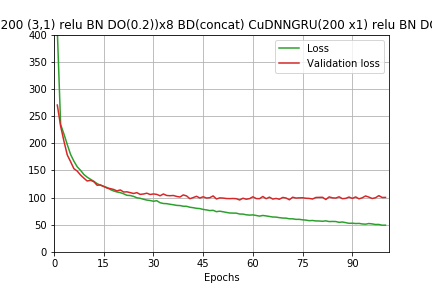 200 (3,1) relu BN DO(0.2))x8 BD(concat) CuDNNGRU(200 x1) relu BN DO
400
350
300
250
200
150
100
50
0
Loss
Validation loss
0 15 30 45 60 75 90
Epochs